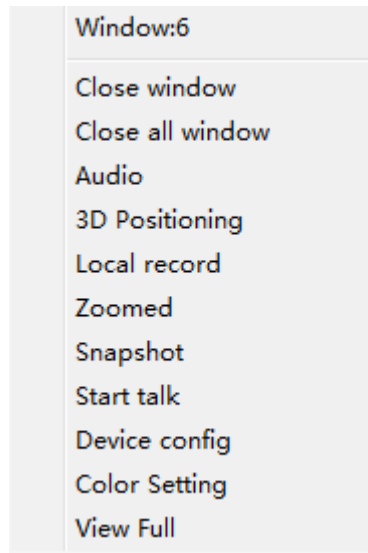 Window:6
Close window
Close all window
Audio
3D Positioning
Local record
Zoomed
Snapshot
Start talk
Device config
Color Setting
View Full